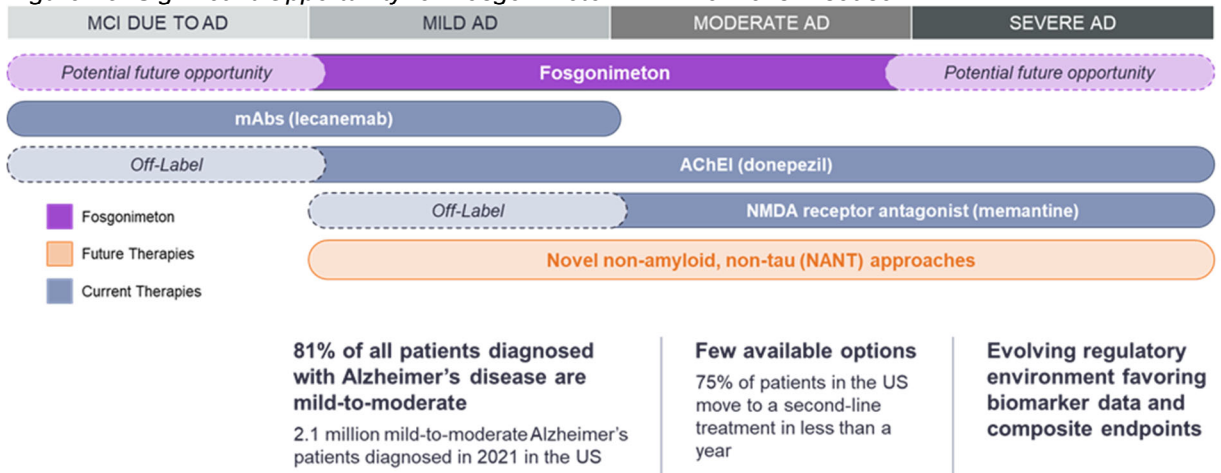 MCI DUE TO AD
MILD AD
MODERATE AD
SEVERE AD
Potential future opportunity
Fosgonimeton
Potential future opportunity
mAbs (lecanemab)
Off-Label
AChEI (donepezil)
Off-Label
NMDA receptor antagonist (memantine)
Novel non-amyloid, non-tau (NANT) approaches
Fosgonimeton
Future Therapies
Current Therapies
81% of all patients diagnosed
with Alzheimer's disease are
mild-to-moderate
2.1 million mild-to-moderate Alzheimer's
patients diagnosed in 2021 in the US
Few available options
75% of patients in the US
move to a second-line
treatment in less than a
year
Evolving regulatory
environment favoring
biomarker data and
composite endpoints